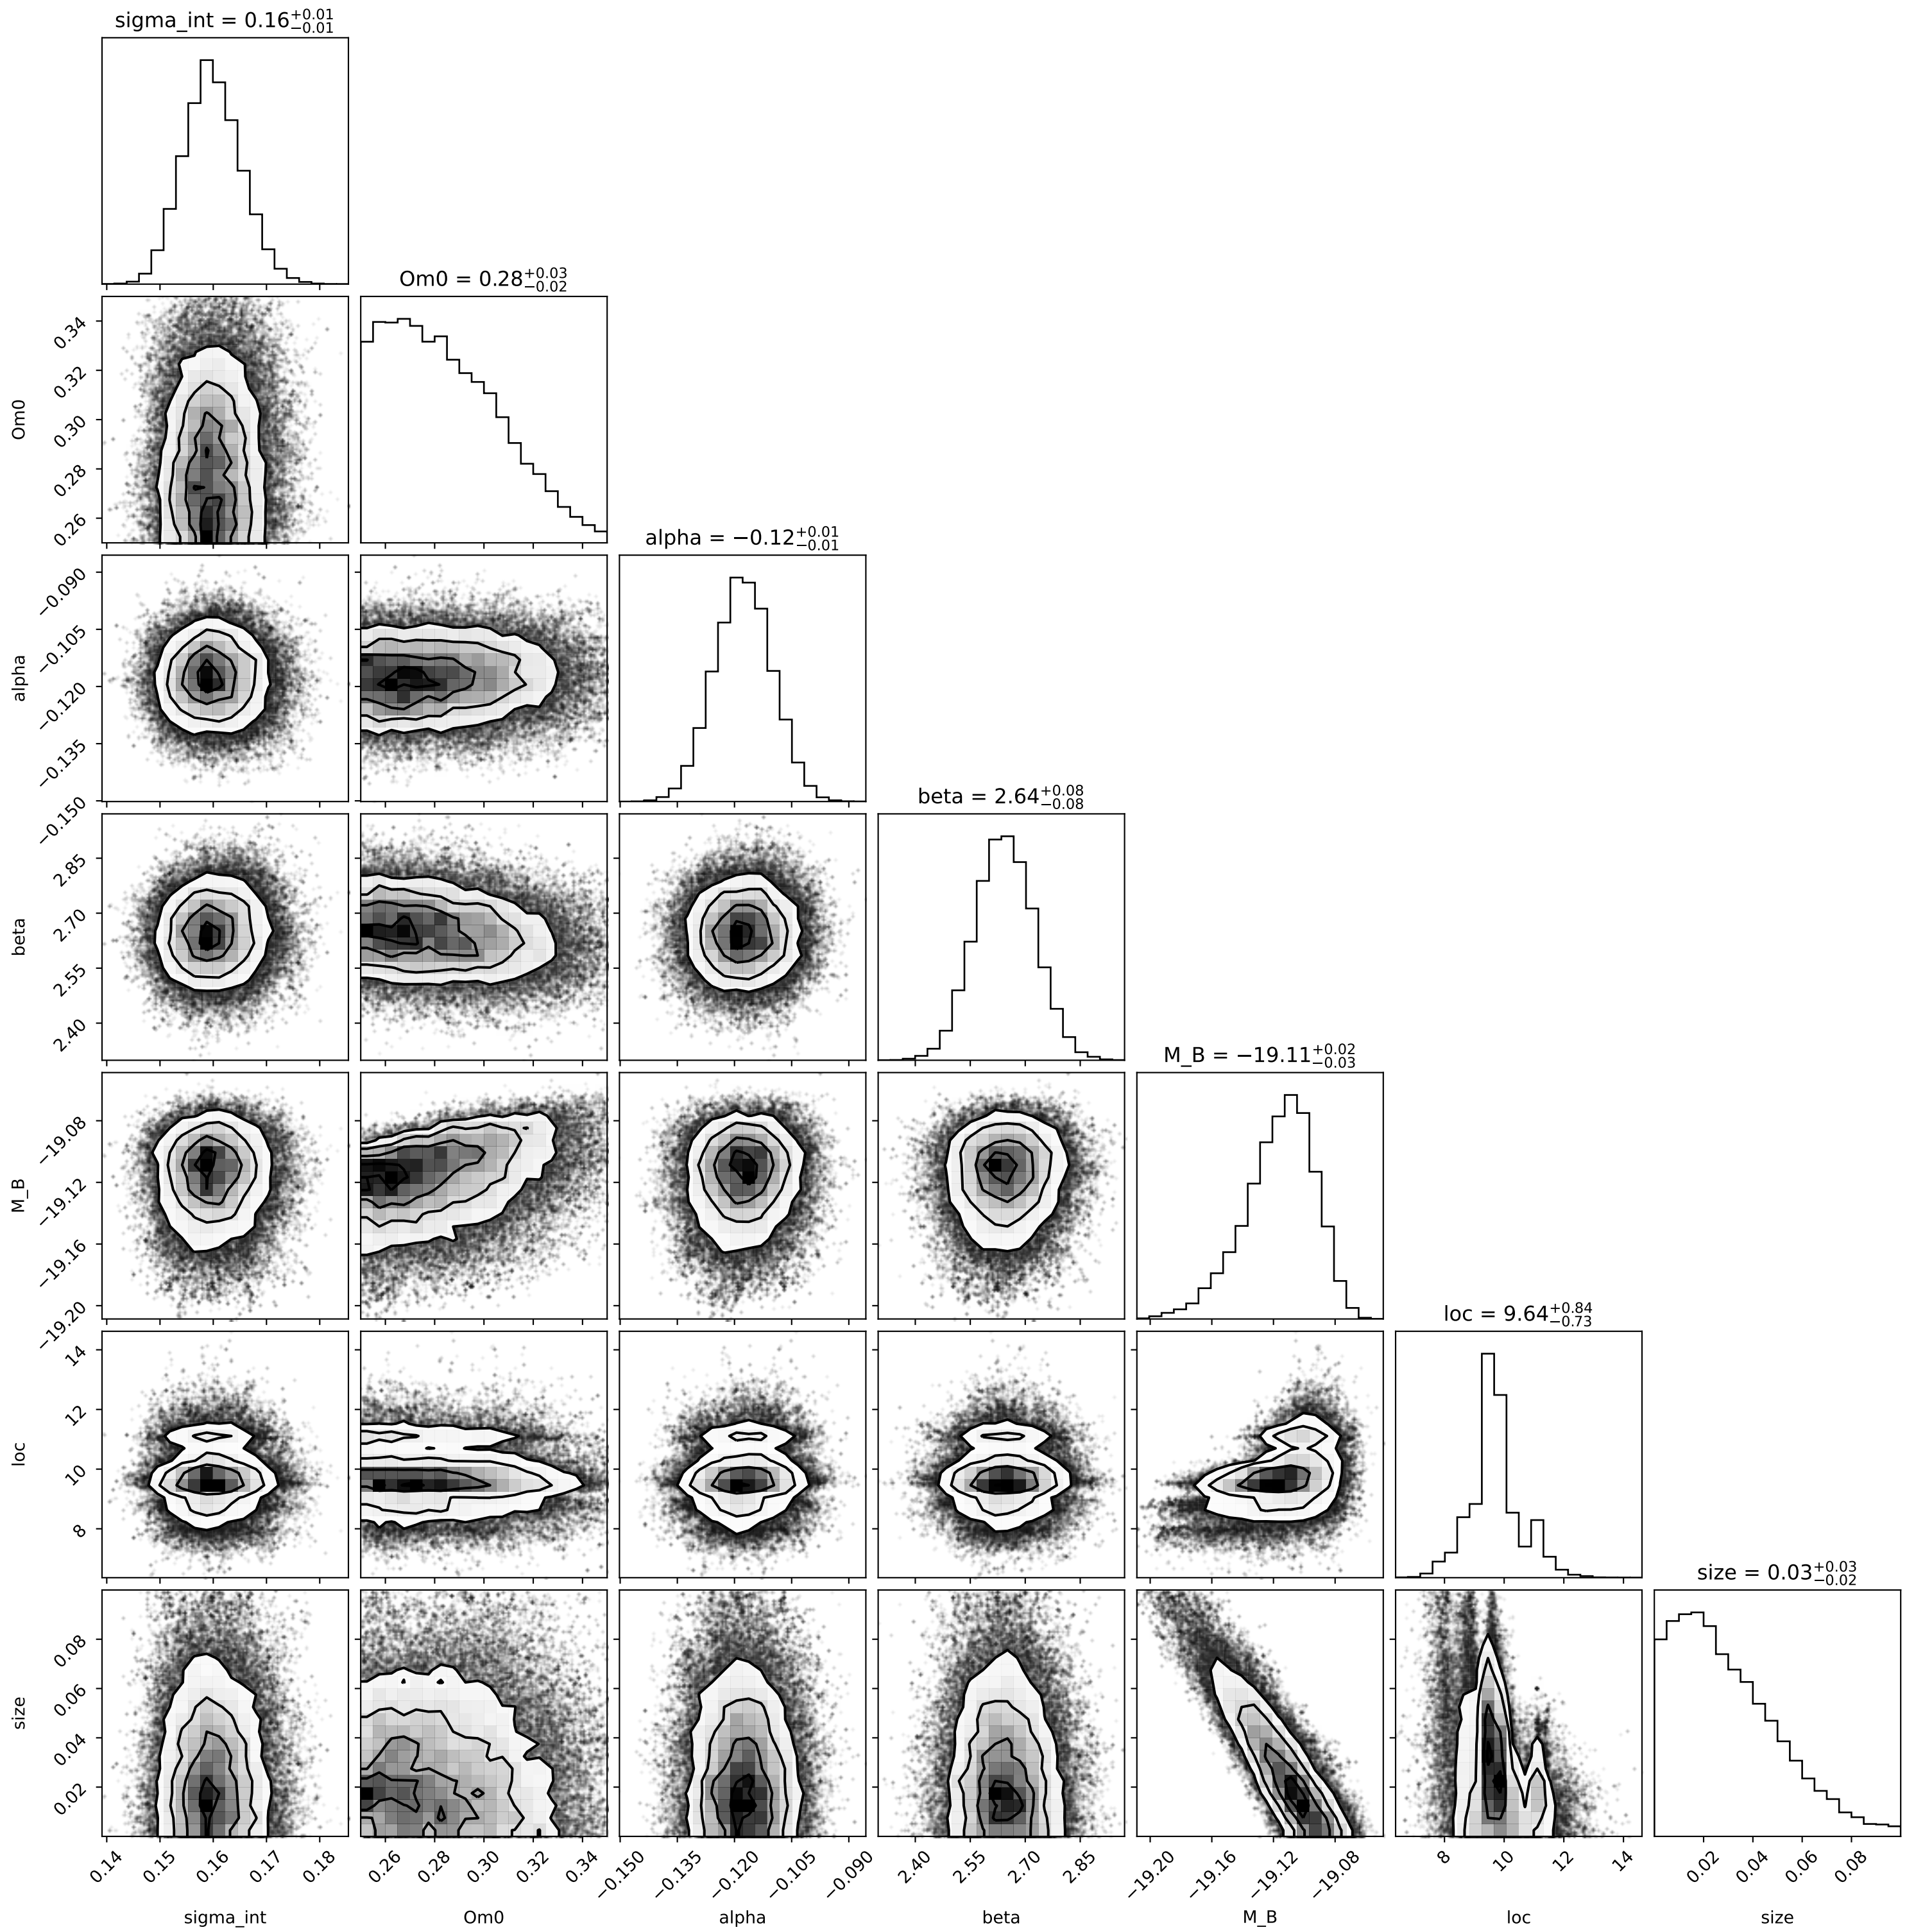 sigma_int = 0.16 +0.01 −0.01
Om0 = 0.28 +0.03 −0.02
0.34
0.32
0.30
0.28
0.26
Om0
alpha = −0.12 +0.01 −0.01
−0.090
−0.105
−0.120
−0.135
−0.150
alpha
beta = 2.64 +0.08 −0.08
2.85
2.70
2.55
2.40
beta
M_B = −19.11 +0.02 −0.03
−19.08
−19.12
−19.16
−19.20
M_B
loc = 9.64 +0.84 −0.73
14
12
10
8
loc
size = 0.03 +0.03 −0.02
0.08
0.06
0.04
0.02
size
0.14 0.15 0.16 0.17 0.18
0.26 0.28 0.30 0.32 0.34
−0.150 −0.135 −0.120 −0.105 −0.090
2.40 2.55 2.70 2.85
−19.20 −19.16 −19.12 −19.08
8 10 12 14
0.02 0.04 0.06 0.08
sigma_int Om0 alpha beta M_B loc size